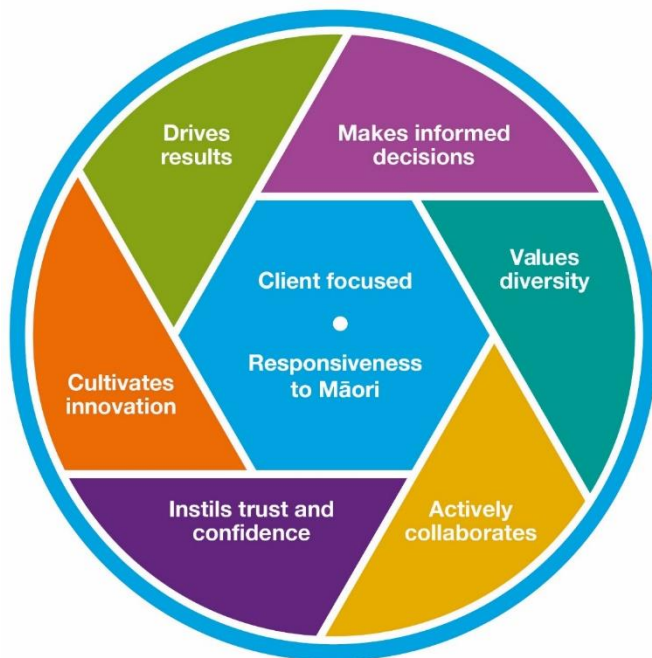 Drives
results
Makes informed
decisions
Values
diversity
Client focused
Responsiveness
to Māori
Cultivates
innovation
Instils trust and
confidence
Actively
collaborates